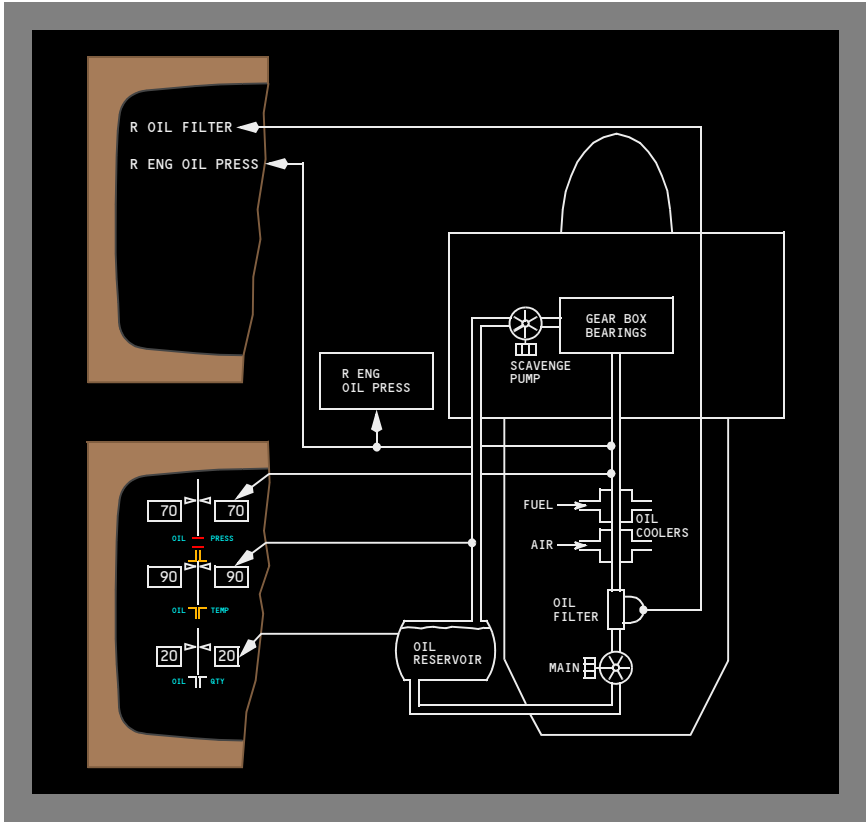 R OIL FILTER
R ENG OIL PRESS
GEAR BOX
BEARINGS
SCAVENGE
PUMP
R ENG
OIL PRESS
70
70
OIL
PRESS
FUEL
OIL
COOLERS
AIR
90
90
OIL
TEMP
OIL
FILTER
20
20
OIL
RESERVOIR
MAIN
OIL
QTY